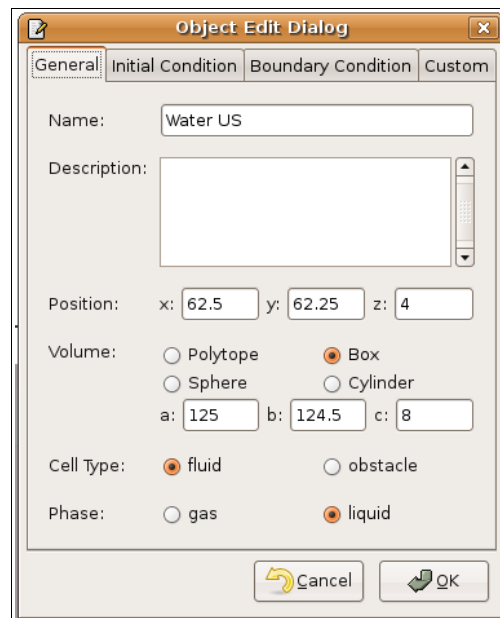 Object Edit Dialog
General Initial Condition Boundary Condition Custom
Name: Water US
Description:
Position: x: 62.5 y: 62.25 z: 4
Volume: Polytope Box
Sphere Cylinder
a: 125 b: 124.5 c: 8
Cell Type: fluid obstacle
Phase: gas liquid
Cancel OK